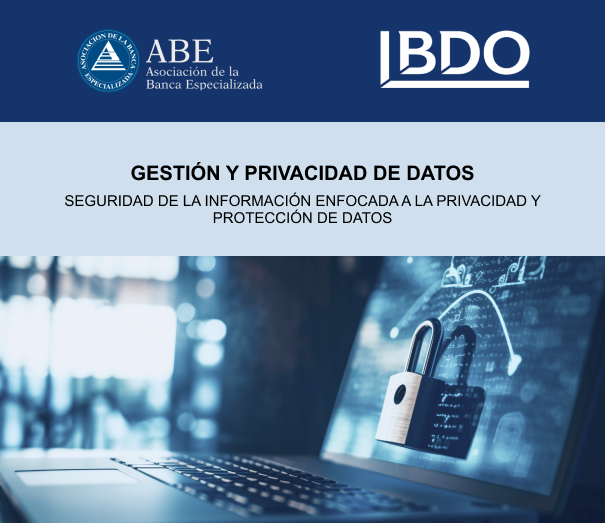 ASOCIACION DE LA BANCA ESPECIALIZADA
ABE
Asociación de la
Banca Especializada
BDO
GESTIÓN Y PRIVACIDAD DE DATOS
SEGURIDAD DE LA INFORMACIÓN ENFOCADA A LA PRIVACIDAD Y
PROTECCIÓN DE DATOS